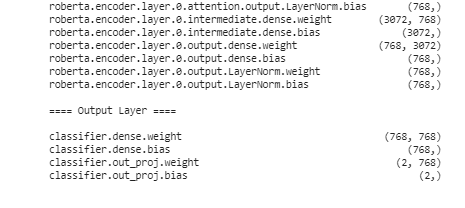 roberta.encoder.layer.0.attention.output.LayerNorm.bias (768,)
roberta.encoder.layer.0.intermediate.dense.weight (3072, 768)
roberta.encoder.layer.0.intermediate.dense.bias (3072,)
roberta.encoder.layer.0.output.dense.weight (768, 3072)
roberta.encoder.layer.0.output.dense.bias (768,)
roberta.encoder.layer.0.output.LayerNorm.weight (768,)
roberta.encoder.layer.0.output.LayerNorm.bias (768,)
==== Output Layer ====
classifier.dense.weight (768, 768)
classifier.dense.bias (768,)
classifier.out_proj.weight (2, 768)
classifier.out_proj.bias (2,)